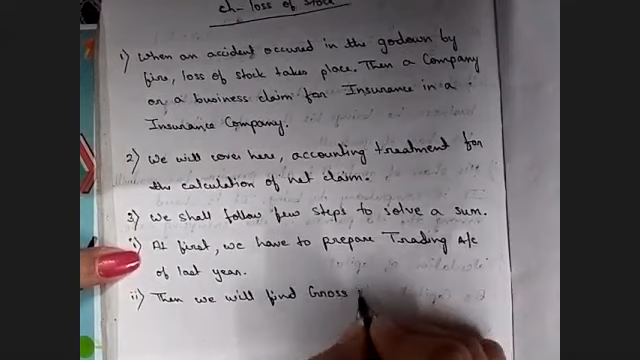 ch- loss of stock
1) When an accident occured in the godown by
fire, loss of stock takes place. Then a Company
or a business claim for Insurance in a
Insurance Company.
2) We will cover here, accounting treatment for
the calculation of net claim.
3) We shall follow few steps to solve a sum.
i) At first, we have to prepare Trading A/c
of last year.
ii) Then we will find Gross